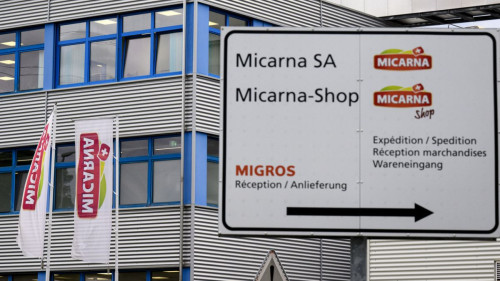 Micarna SA
MICARNA
Micarna-Shop
MICARNA
Shop
Expédition / Spedition
Réception marchandises
Wareneingang
MIGROS
Réception / Anlieferung
MICARNA
MICARNA